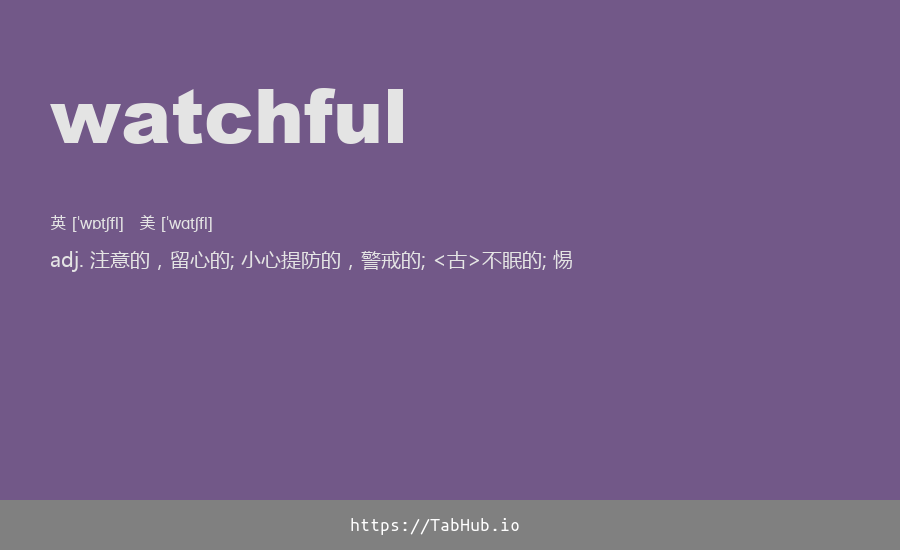 watchful
英 [ˈwɒtʃfl] 美 [ˈwɑtʃfl]
adj. 注意的，留心的; 小心提防的，警戒的; <古>不眠的; 惕
https://TabHub.io